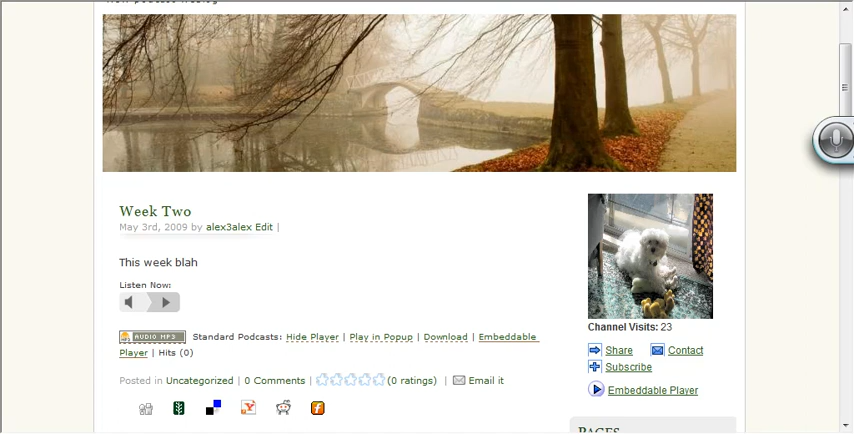 Week Two
May 3rd, 2009 by alex3alex Edit |
This week blah
Listen Now:
AUDIO MP3 Standard Podcasts: Hide Player | Play in Popup | Download | Embeddable
Player | Hits (0)
Posted in Uncategorized | 0 Comments | (0 ratings) | Email it
Channel Visits: 23
Share Contact
Subscribe
Embeddable Player
PAGES